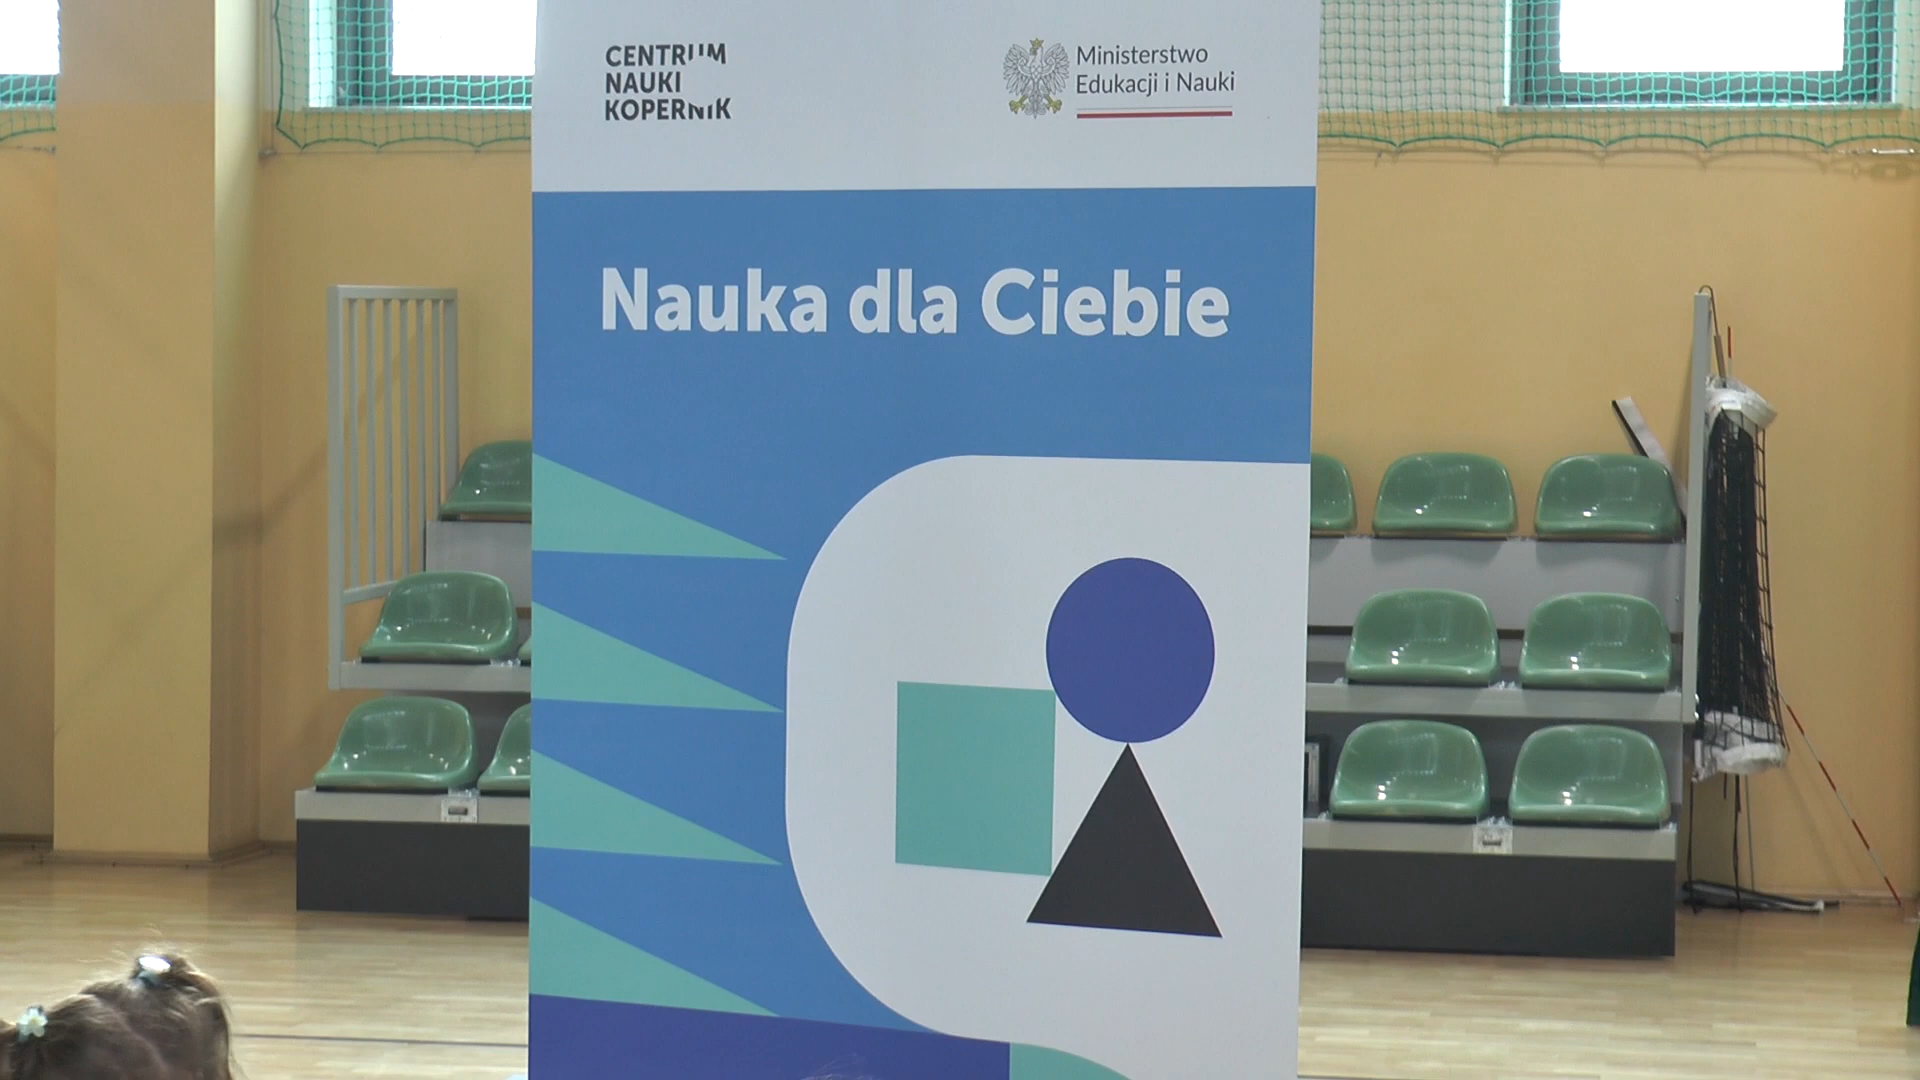 CENTRUM
NAUKI
KOPERNIK
Ministerstwo
Edukacji i Nauki
Nauka dla Ciebie